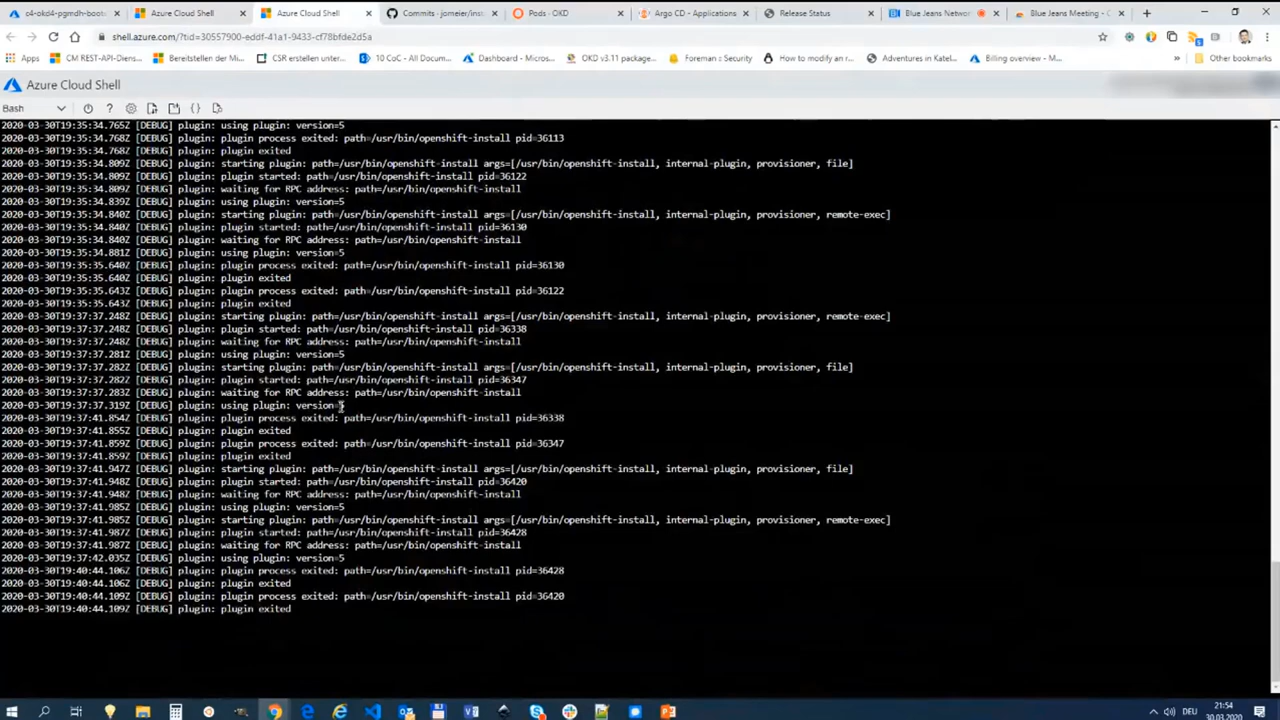 o4-okd4-pgmdh-boot
Azure Cloud Shell
Azure Cloud Shell
Commits · jomeier/inst
Pods · OKD
Argo CD - Applications
Release Status
Blue Jeans Netwo
Blue Jeans Meeting - C
shell.azure.com/?tid=30557900-eddf-41a1-9433-cf78bfde2d5a
Apps
CM REST-API-Diens...
Bereitstellen der Mi...
CSR erstellen unter...
10 CoC - All Docum...
Dashboard - Micros...
OKD v3.11 package...
Foreman :: Security
How to modify an r...
Adventures in Katel...
Billing overview - M...
»
Other bookmarks
Azure Cloud Shell
Bash
2020-03-30T19:35:34.765Z [DEBUG] plugin: using plugin: version=5
2020-03-30T19:35:34.768Z [DEBUG] plugin: plugin process exited: path=/usr/bin/openshift-install pid=36113
2020-03-30T19:35:34.768Z [DEBUG] plugin: plugin exited
2020-03-30T19:35:34.809Z [DEBUG] plugin: starting plugin: path=/usr/bin/openshift-install args=[/usr/bin/openshift-install, internal-plugin, provisioner, file]
2020-03-30T19:35:34.809Z [DEBUG] plugin: plugin started: path=/usr/bin/openshift-install pid=36122
2020-03-30T19:35:34.809Z [DEBUG] plugin: waiting for RPC address: path=/usr/bin/openshift-install
2020-03-30T19:35:34.839Z [DEBUG] plugin: using plugin: version=5
2020-03-30T19:35:34.840Z [DEBUG] plugin: starting plugin: path=/usr/bin/openshift-install args=[/usr/bin/openshift-install, internal-plugin, provisioner, remote-exec]
2020-03-30T19:35:34.840Z [DEBUG] plugin: plugin started: path=/usr/bin/openshift-install pid=36130
2020-03-30T19:35:34.840Z [DEBUG] plugin: waiting for RPC address: path=/usr/bin/openshift-install
2020-03-30T19:35:34.881Z [DEBUG] plugin: using plugin: version=5
2020-03-30T19:35:35.640Z [DEBUG] plugin: plugin process exited: path=/usr/bin/openshift-install pid=36130
2020-03-30T19:35:35.640Z [DEBUG] plugin: plugin exited
2020-03-30T19:35:35.643Z [DEBUG] plugin: plugin process exited: path=/usr/bin/openshift-install pid=36122
2020-03-30T19:35:35.643Z [DEBUG] plugin: plugin exited
2020-03-30T19:37:37.248Z [DEBUG] plugin: starting plugin: path=/usr/bin/openshift-install args=[/usr/bin/openshift-install, internal-plugin, provisioner, remote-exec]
2020-03-30T19:37:37.248Z [DEBUG] plugin: plugin started: path=/usr/bin/openshift-install pid=36338
2020-03-30T19:37:37.248Z [DEBUG] plugin: waiting for RPC address: path=/usr/bin/openshift-install
2020-03-30T19:37:37.281Z [DEBUG] plugin: using plugin: version=5
2020-03-30T19:37:37.282Z [DEBUG] plugin: starting plugin: path=/usr/bin/openshift-install args=[/usr/bin/openshift-install, internal-plugin, provisioner, file]
2020-03-30T19:37:37.282Z [DEBUG] plugin: plugin started: path=/usr/bin/openshift-install pid=36347
2020-03-30T19:37:37.283Z [DEBUG] plugin: waiting for RPC address: path=/usr/bin/openshift-install
2020-03-30T19:37:37.319Z [DEBUG] plugin: using plugin: version=5
2020-03-30T19:37:41.854Z [DEBUG] plugin: plugin process exited: path=/usr/bin/openshift-install pid=36338
2020-03-30T19:37:41.855Z [DEBUG] plugin: plugin exited
2020-03-30T19:37:41.859Z [DEBUG] plugin: plugin process exited: path=/usr/bin/openshift-install pid=36347
2020-03-30T19:37:41.859Z [DEBUG] plugin: plugin exited
2020-03-30T19:37:41.947Z [DEBUG] plugin: starting plugin: path=/usr/bin/openshift-install args=[/usr/bin/openshift-install, internal-plugin, provisioner, file]
2020-03-30T19:37:41.948Z [DEBUG] plugin: plugin started: path=/usr/bin/openshift-install pid=36420
2020-03-30T19:37:41.948Z [DEBUG] plugin: waiting for RPC address: path=/usr/bin/openshift-install
2020-03-30T19:37:41.985Z [DEBUG] plugin: using plugin: version=5
2020-03-30T19:37:41.985Z [DEBUG] plugin: starting plugin: path=/usr/bin/openshift-install args=[/usr/bin/openshift-install, internal-plugin, provisioner, remote-exec]
2020-03-30T19:37:41.987Z [DEBUG] plugin: plugin started: path=/usr/bin/openshift-install pid=36428
2020-03-30T19:37:41.987Z [DEBUG] plugin: waiting for RPC address: path=/usr/bin/openshift-install
2020-03-30T19:37:42.035Z [DEBUG] plugin: using plugin: version=5
2020-03-30T19:40:44.106Z [DEBUG] plugin: plugin process exited: path=/usr/bin/openshift-install pid=36428
2020-03-30T19:40:44.106Z [DEBUG] plugin: plugin exited
2020-03-30T19:40:44.109Z [DEBUG] plugin: plugin process exited: path=/usr/bin/openshift-install pid=36420
2020-03-30T19:40:44.109Z [DEBUG] plugin: plugin exited
DEU
21:54
30.03.2020